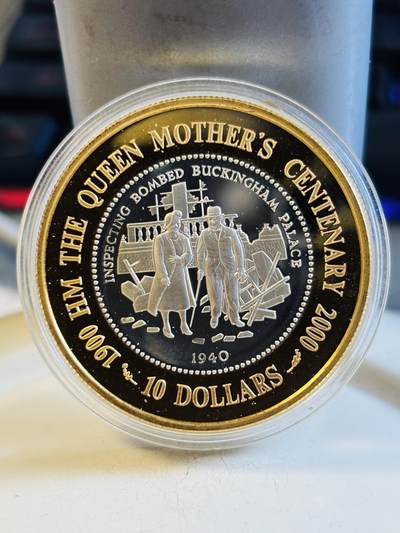 1900 HM THE QUEEN MOTHER'S CENTENARY 2000
INSPECTING BOMBED BUCKINGHAM PALACE
1940
10 DOLLARS